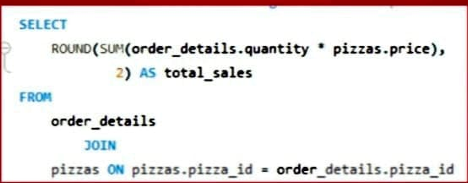 SELECT
ROUND(SUM(order_details.quantity * pizzas.price),
2) AS total_sales
FROM
order_details
JOIN
pizzas ON pizzas.pizza_id = order_details.pizza_id